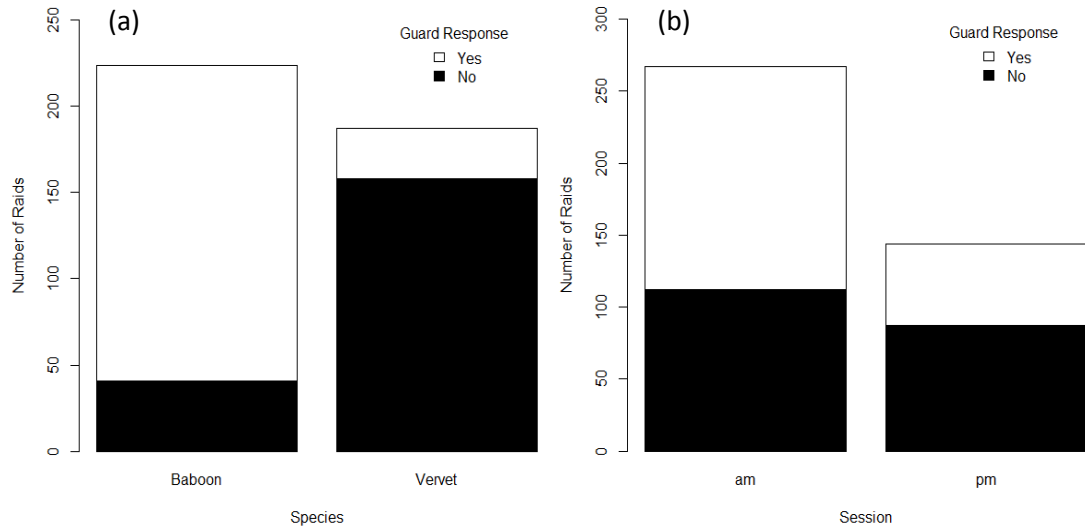 (a)
Guard Response
Yes
No
Number of Raids
0
50
100
150
200
250
Baboon
Vervet
Species
(b)
Guard Response
Yes
No
Number of Raids
0
50
100
150
200
250
300
am
pm
Session